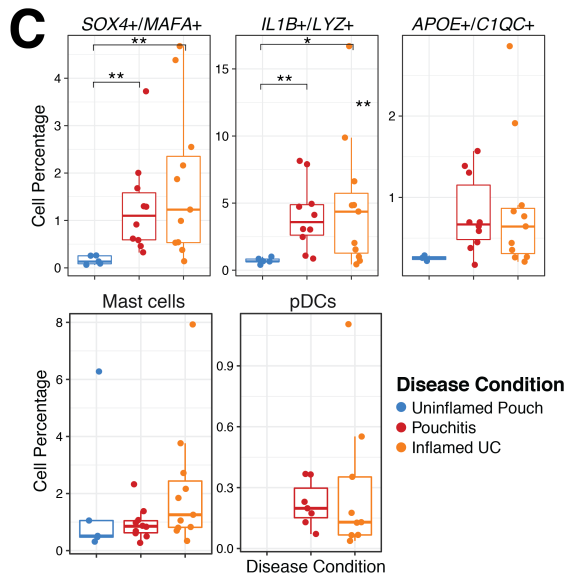 C
SOX4+/MAFA+ IL1B+/LYZ+ APOE+/C1QC+
** *
** **
**
Cell Percentage
4
3
2
1
0
15
10
5
0
2
1
Mast cells pDCs
Cell Percentage
8
6
4
2
0
0.9
0.6
0.3
0.0
Disease Condition
Disease Condition
Uninflamed Pouch
Pouchitis
Inflamed UC